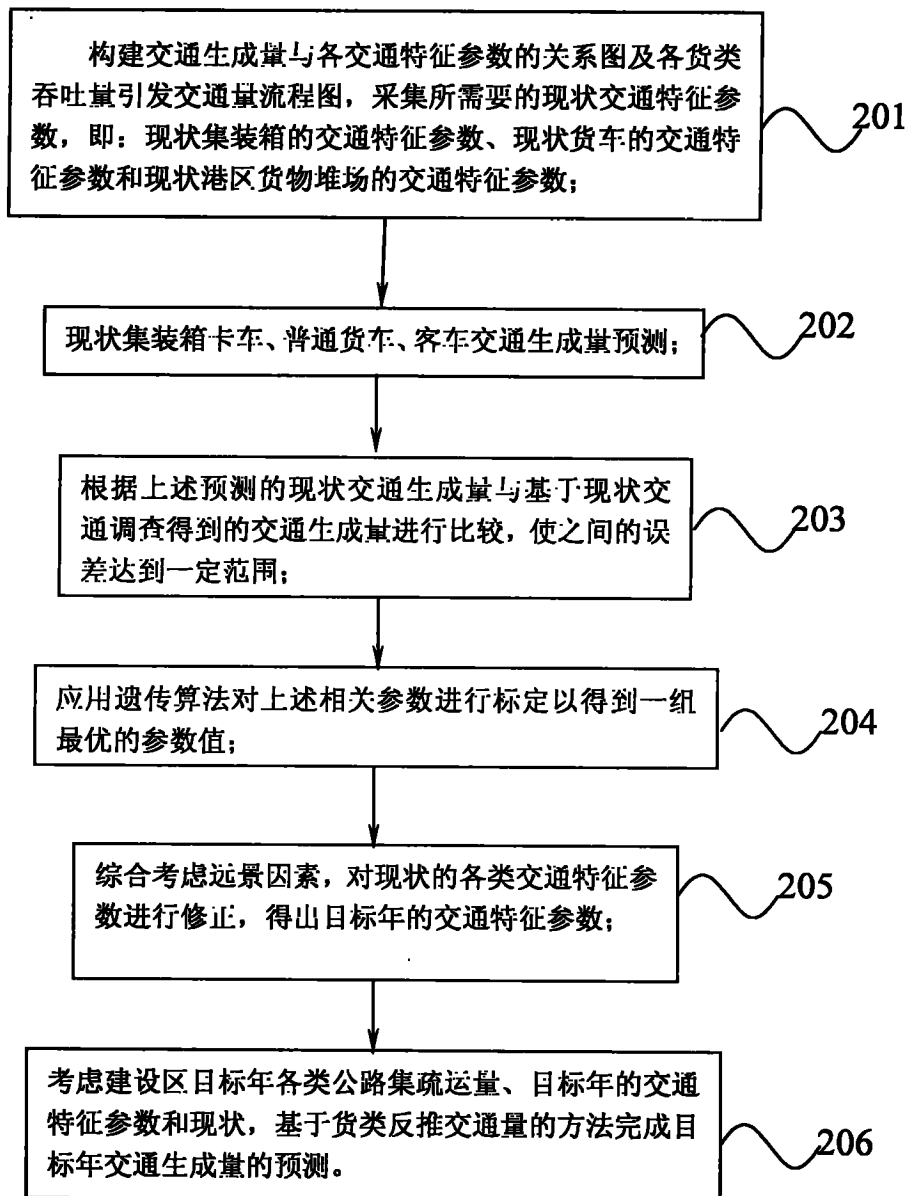 构建交通生成量与各交通特征参数的关系图及各货类
吞吐量引发交通量流程图，采集所需要的现状交通特征参
数，即：现状集装箱的交通特征参数、现状货车的交通特
征参数和现状港区货物堆场的交通特征参数；
201
现状集装箱卡车、普通货车、客车交通生成量预测；
202
根据上述预测的现状交通生成量与基于现状交
通调查得到的交通生成量进行比较，使之间的误
差达到一定范围；
203
应用遗传算法对上述相关参数进行标定以得到一组
最优的参数值；
204
综合考虑远景因素，对现状的各类交通特征参
数进行修正，得出目标年的交通特征参数；
205
考虑建设区目标年各类公路集疏运量、目标年的交通
特征参数和现状，基于货类反推交通量的方法完成目
标年交通生成量的预测。
206